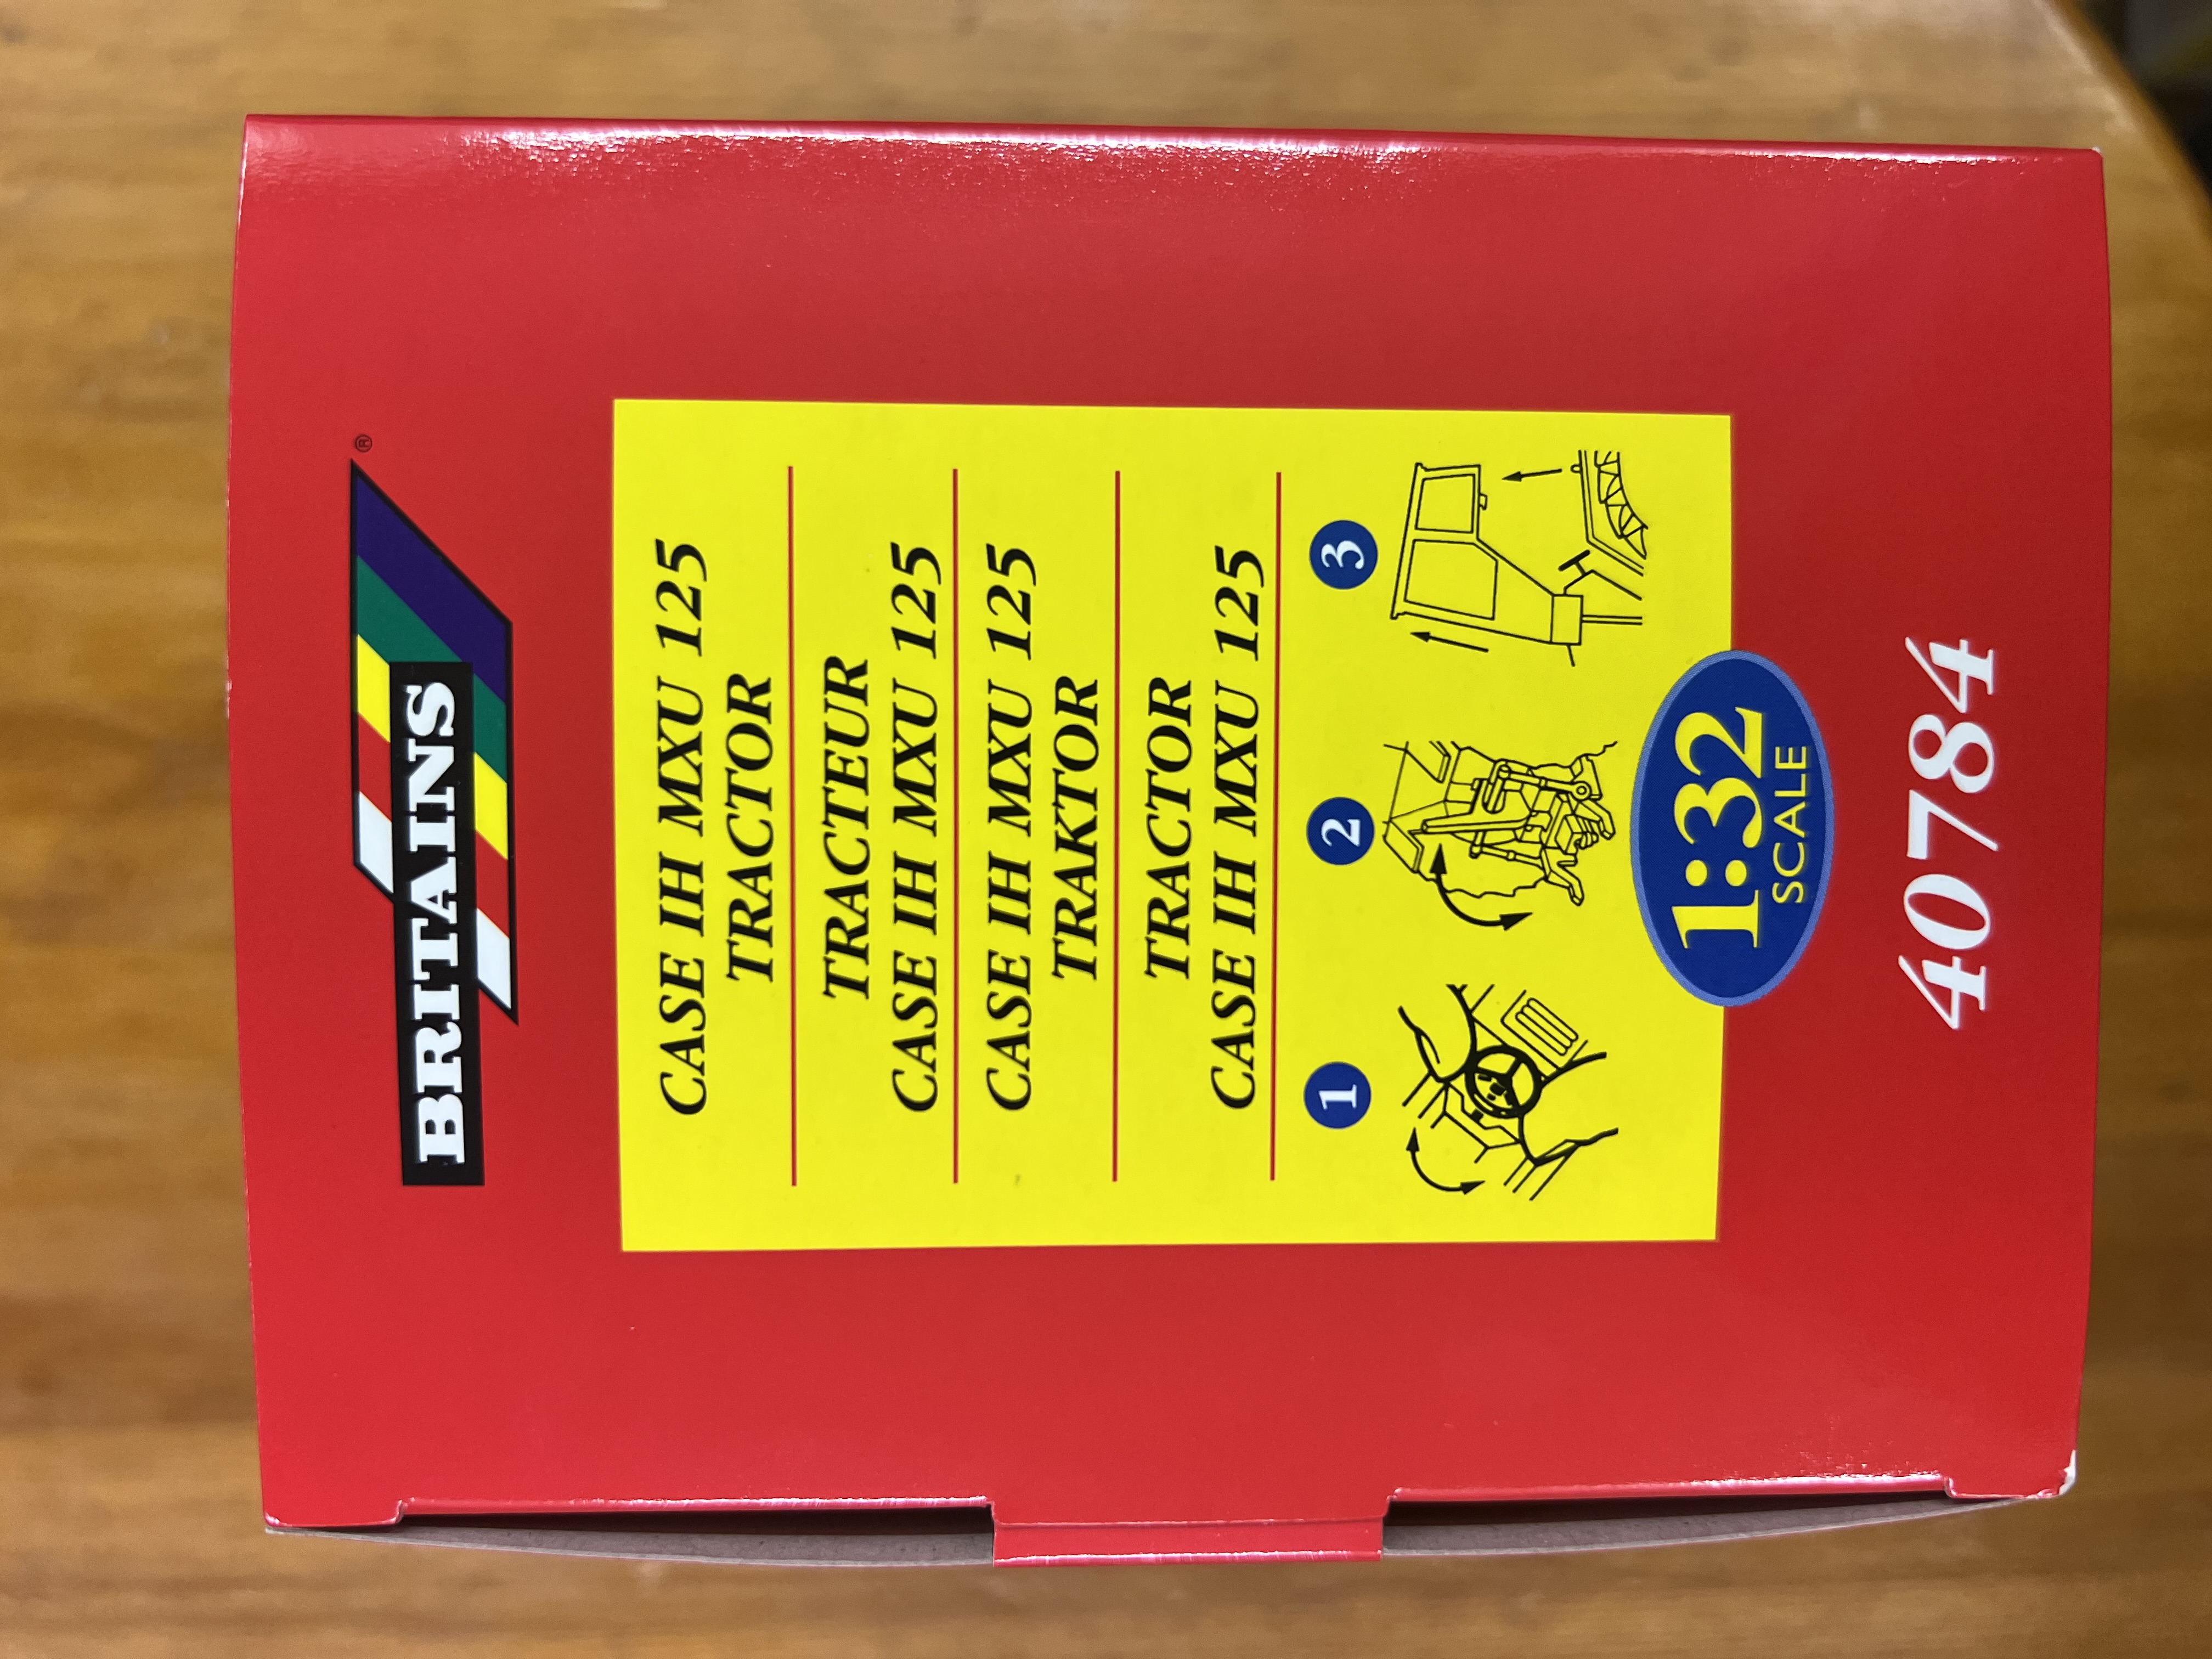 BRITAINS ®
CASE IH MXU 125
TRACTOR
TRACTEUR
CASE IH MXU 125
CASE IH MXU 125
TRAKTOR
TRACTOR
CASE IH MXU 125
1 2 3
1:32
SCALE
40784